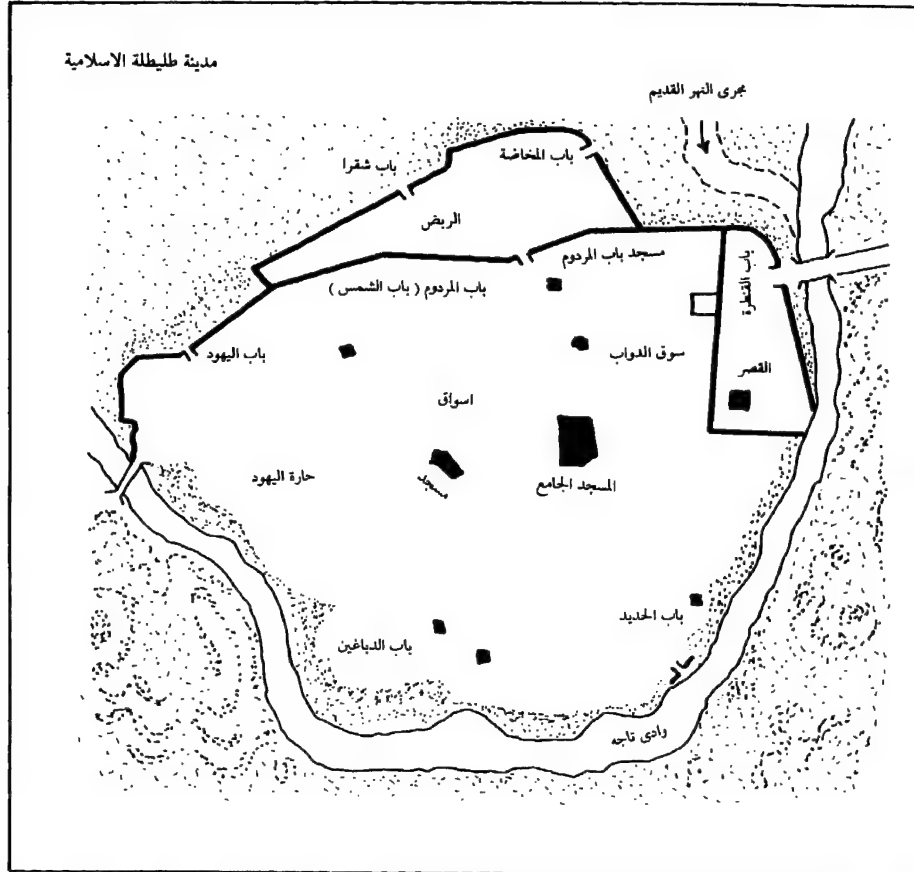 مدينة طليطلة الاسلامية
مجرى النهر القديم
باب المخاضة
باب شقرا
الربض
مسجد باب المردوم
باب القنطرة
باب المردوم ( باب الشمس )
باب اليهود
سوق الدواب
القصر
اسواق
حارة اليهود
مسجد
المسجد الجامع
باب الحديد
باب الدباغين
وادى تاجه